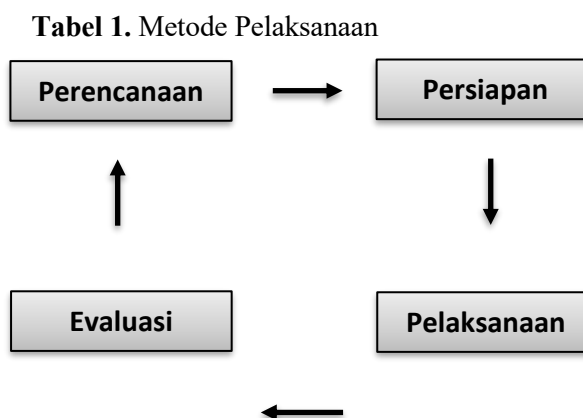 Tabel 1. Metode Pelaksanaan
Perencanaan
Persiapan
Evaluasi
Pelaksanaan